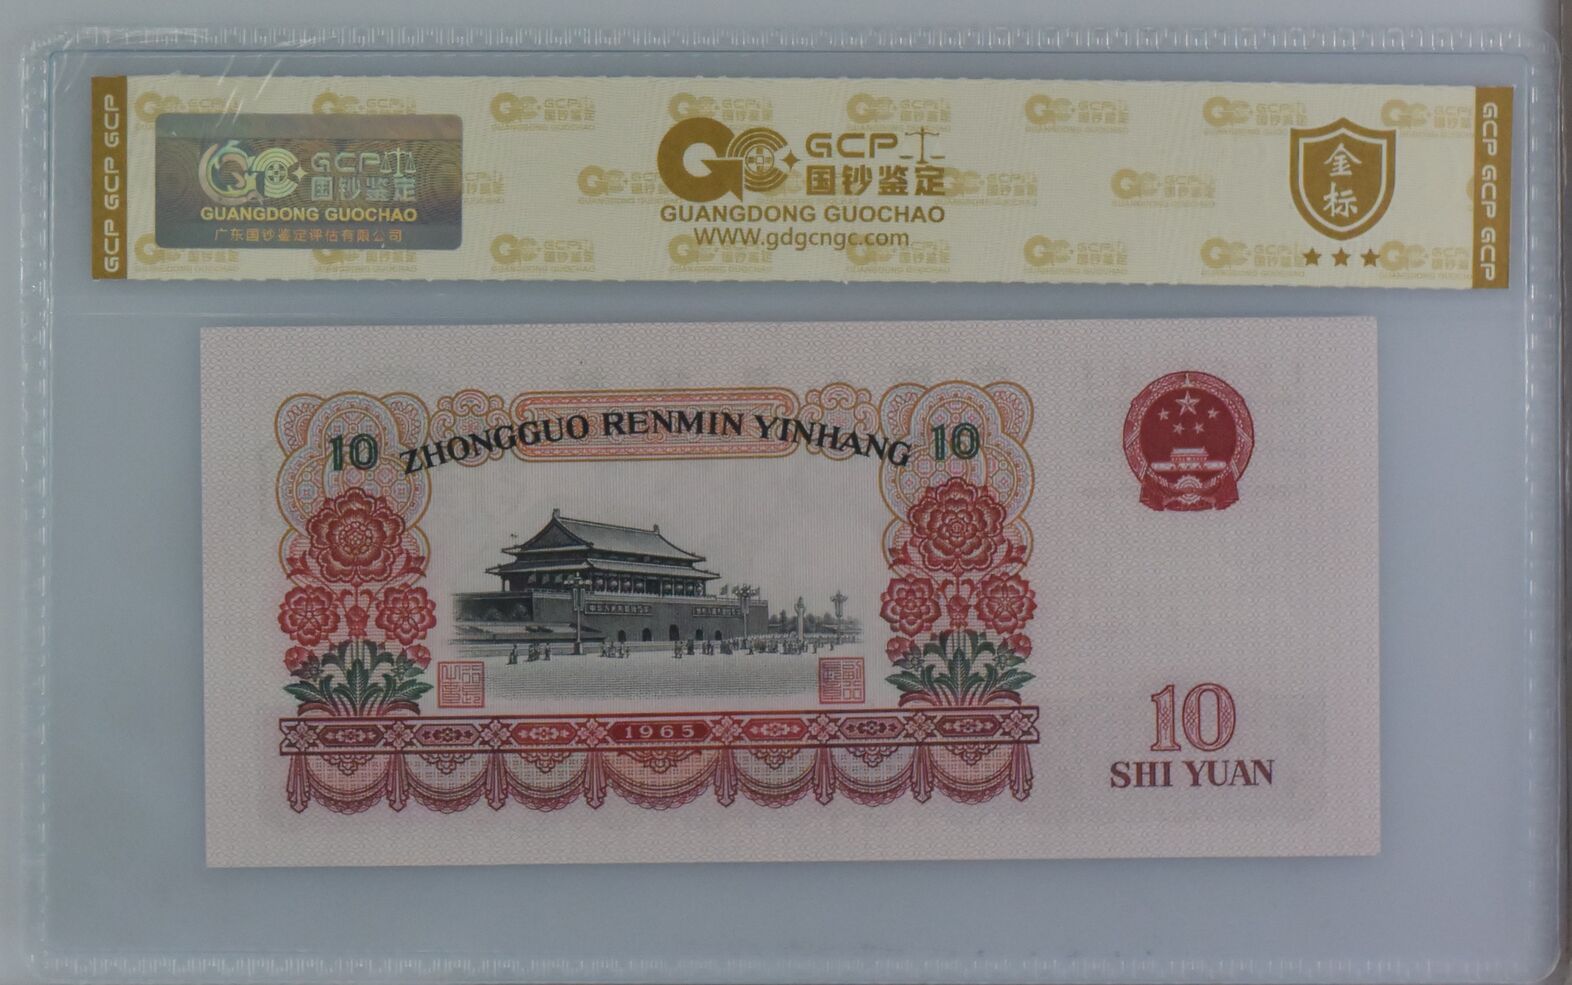 GCP GCP GCP
GCP
国钞鉴定
GUANGDONG GUOCHAO
广东国钞鉴定评估有限公司
GCP
国钞鉴定
GUANGDONG GUOCHAO
WWW.gdgcngc.com
金标
GCP GCP GCP
ZHONGGUO RENMIN YINHANG
10
10
1965
10
SHI YUAN